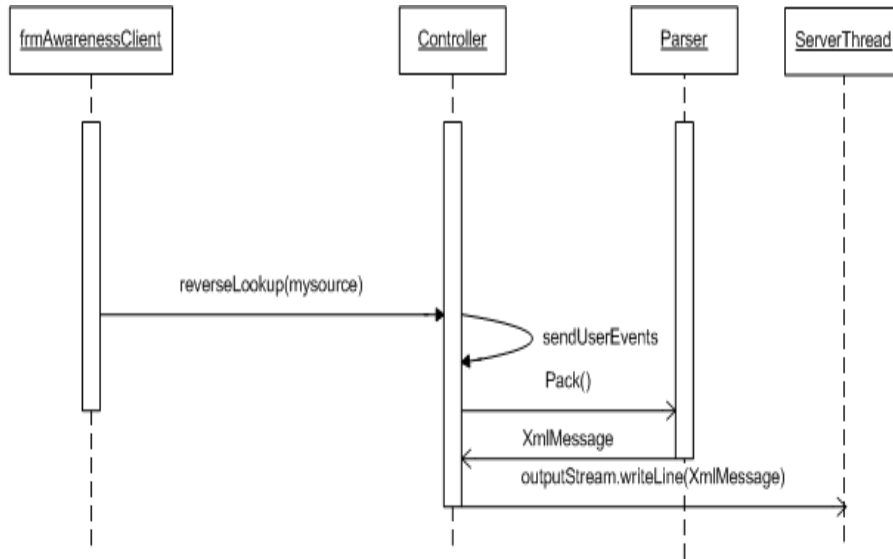 frmAwarenessClient
Controller
Parser
ServerThread
reverseLookup(mysource)
sendUserEvents
Pack()
XmlMessage
outputStream.writeLine(XmlMessage)